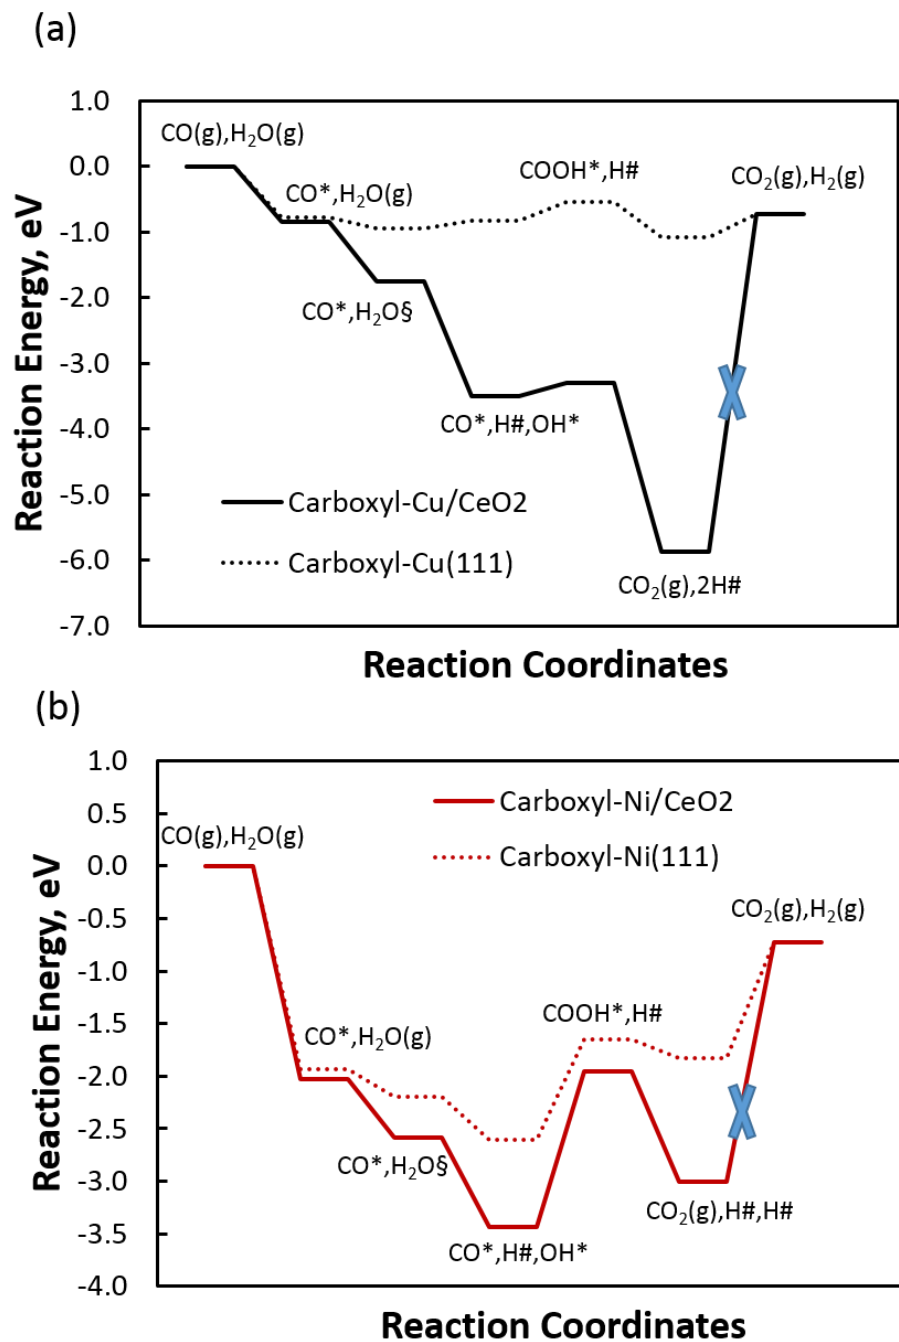 (a)
1.0
0.0
-1.0
-2.0
-3.0
-4.0
-5.0
-6.0
-7.0
Reaction Energy, eV
CO(g),H₂O(g)
CO*,H₂O(g)
COOH*,H#
CO₂(g),H₂(g)
CO*,H₂O§
CO*,H#,OH*
CO₂(g),2H#
Carboxyl-Cu/CeO2
Carboxyl-Cu(111)
Reaction Coordinates
(b)
1.0
0.5
0.0
-0.5
-1.0
-1.5
-2.0
-2.5
-3.0
-3.5
-4.0
Reaction Energy, eV
Carboxyl-Ni/CeO2
Carboxyl-Ni(111)
CO(g),H₂O(g)
CO₂(g),H₂(g)
COOH*,H#
CO*,H₂O(g)
CO*,H₂O§
CO₂(g),H#,H#
CO*,H#,OH*
Reaction Coordinates